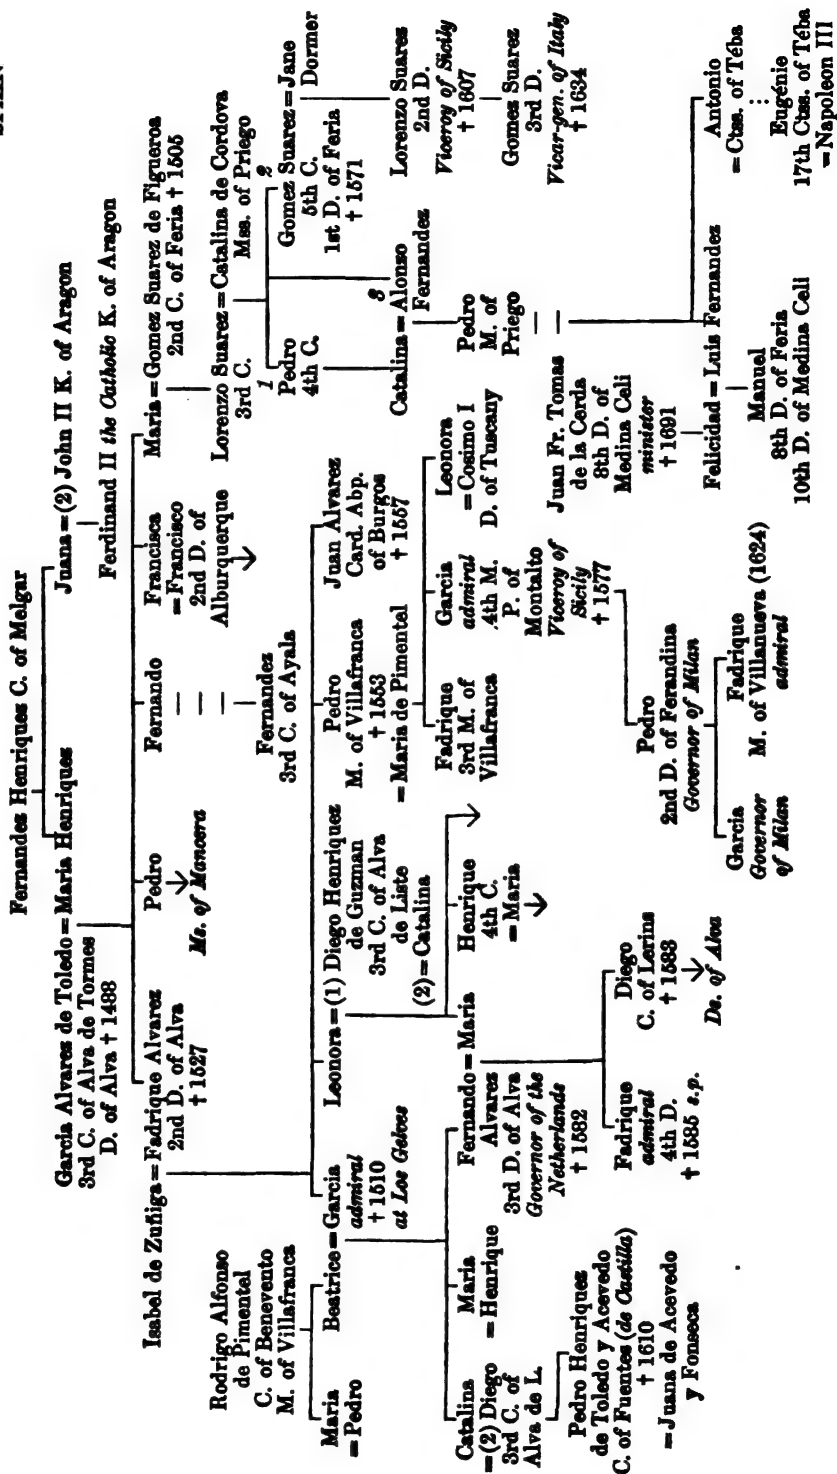 Fernandez Henriques C. of Melgar
Garcia Alvares de Toledo = Maria Henriques
3rd C. of Alva de Tormes
D. of Alva † 1488
Juana = (2) John II K. of Aragon
Ferdinand II the Catholic K. of Aragon
Isabel de Zuñiga = Fadrique Alvarez
2nd D. of Alva
† 1527
Pedro
Ms. of Mancera
Fernando
Fernandez
3rd C. of Ayala
Francisca
= Francisco
2nd D. of
Alburquerque
Maria = Gomez Suarez de Figueroa
2nd C. of Feria † 1505
Lorenzo Suarez = Catalina de Cordova
3rd C.
Mss. of Priego
1
Pedro
4th C.
3
Catalina = Alonzo
Fernandez
2
Gomez Suarez = Jane
5th C.
Dormer
1st D. of Feria
† 1571
Lorenzo Suarez
2nd D.
Viceroy of Sicily
† 1607
Gomez Suarez
3rd D.
Vicar-gen. of Italy
† 1634
Pedro
M. of
Priego
Rodrigo Alfonso
de Pimentel
C. of Benevento
M. of Villafranca
Maria
= Pedro
Beatrice = Garcia
admiral
† 1510
at Los Gelves
Leonora = (1) Diego Henriquez
de Guzman
3rd C. of Alva
de Liste
(2) = Catalina
Pedro
M. of Villafranca
† 1553
= Maria de Pimentel
Juan Alvarez
Card. Abp.
of Burgos
† 1557
Catalina
= (2) Diego
3rd C. of
Alva de L.
Maria
= Henrique
Fernando = Maria
Alvarez
3rd D. of Alva
Governor of the
Netherlands
† 1582
Henrique
4th C.
= Maria
Fadrique
3rd M. of
Villafranca
Garcia
admiral
4th M.
P. of
Montalto
Viceroy of
Sicily
† 1577
Leonora
= Cosimo I
D. of Tuscany
Juan Fr. Tomas
de la Cerda
8th D. of
Medina Celi
minister
† 1691
Pedro Henriques
de Toledo y Acevedo
C. of Fuentes (de Castilla)
† 1610
= Juana de Acevedo
y Fonseca
Fadrique
admiral
4th D.
† 1585 s.p.
Diego
C. of Lerins
† 1583
Ds. of Alva
Pedro
2nd D. of Ferandina
Governor of Milan
Garcia
Governor
of Milan
Fadrique
M. of Villanueva (1624)
admiral
Felicidad = Luis Fernandez
Manuel
8th D. of Feria
10th D. of Medina Celi
Antonio
= Ctss. of Téba
Eugénie
17th Ctss. of Téba
= Napoleon III